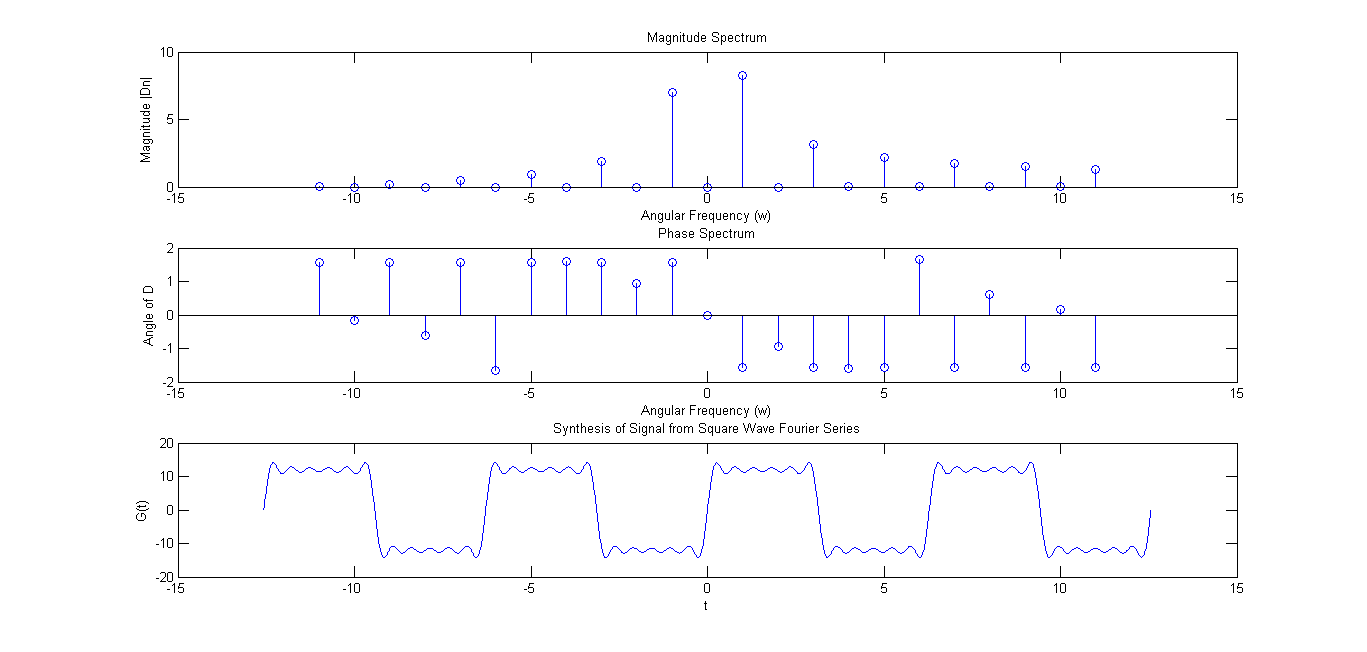 Magnitude Spectrum
10
5
0
Magnitude |Dn|
-15 -10 -5 0 5 10 15
Angular Frequency (w)
Phase Spectrum
2
1
0
-1
-2
Angle of D
-15 -10 -5 0 5 10 15
Angular Frequency (w)
Synthesis of Signal from Square Wave Fourier Series
20
10
0
-10
-20
G(t)
-15 -10 -5 0 5 10 15
t